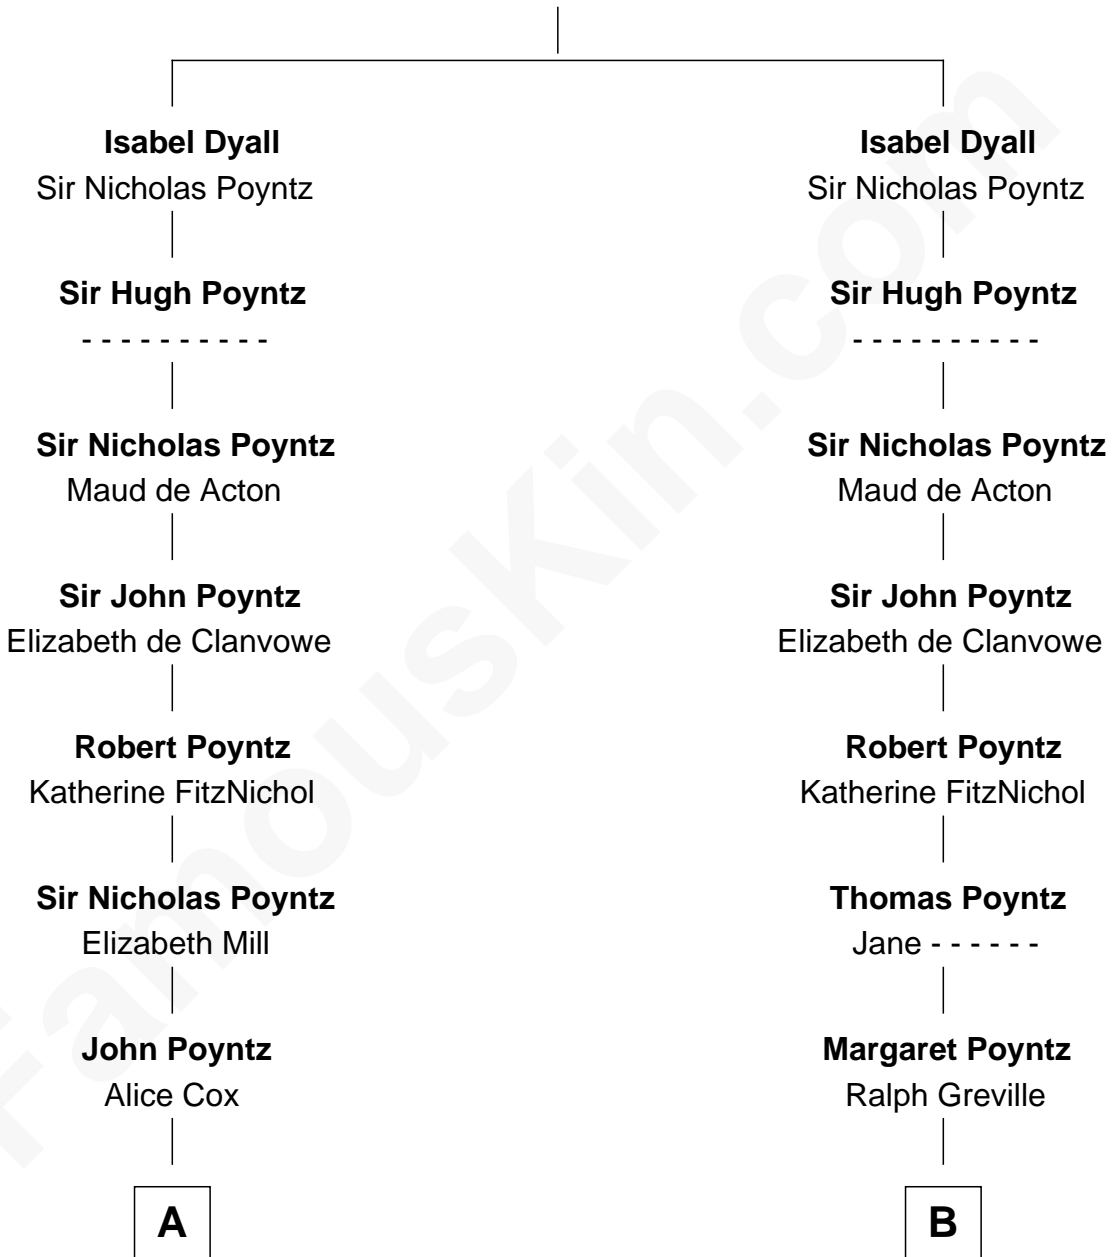 Isabel Dyall
Sir Nicholas Poyntz
Sir Hugh Poyntz
- - - - - - - - - -
Sir Nicholas Poyntz
Maud de Acton
Sir John Poyntz
Elizabeth de Clanvowe
Robert Poyntz
Katherine FitzNichol
Sir Nicholas Poyntz
Elizabeth Mill
John Poyntz
Alice Cox
A
Isabel Dyall
Sir Nicholas Poyntz
Sir Hugh Poyntz
- - - - - - - - - -
Sir Nicholas Poyntz
Maud de Acton
Sir John Poyntz
Elizabeth de Clanvowe
Robert Poyntz
Katherine FitzNichol
Thomas Poyntz
Jane - - - - - -
Margaret Poyntz
Ralph Greville
B
FamousKin.com